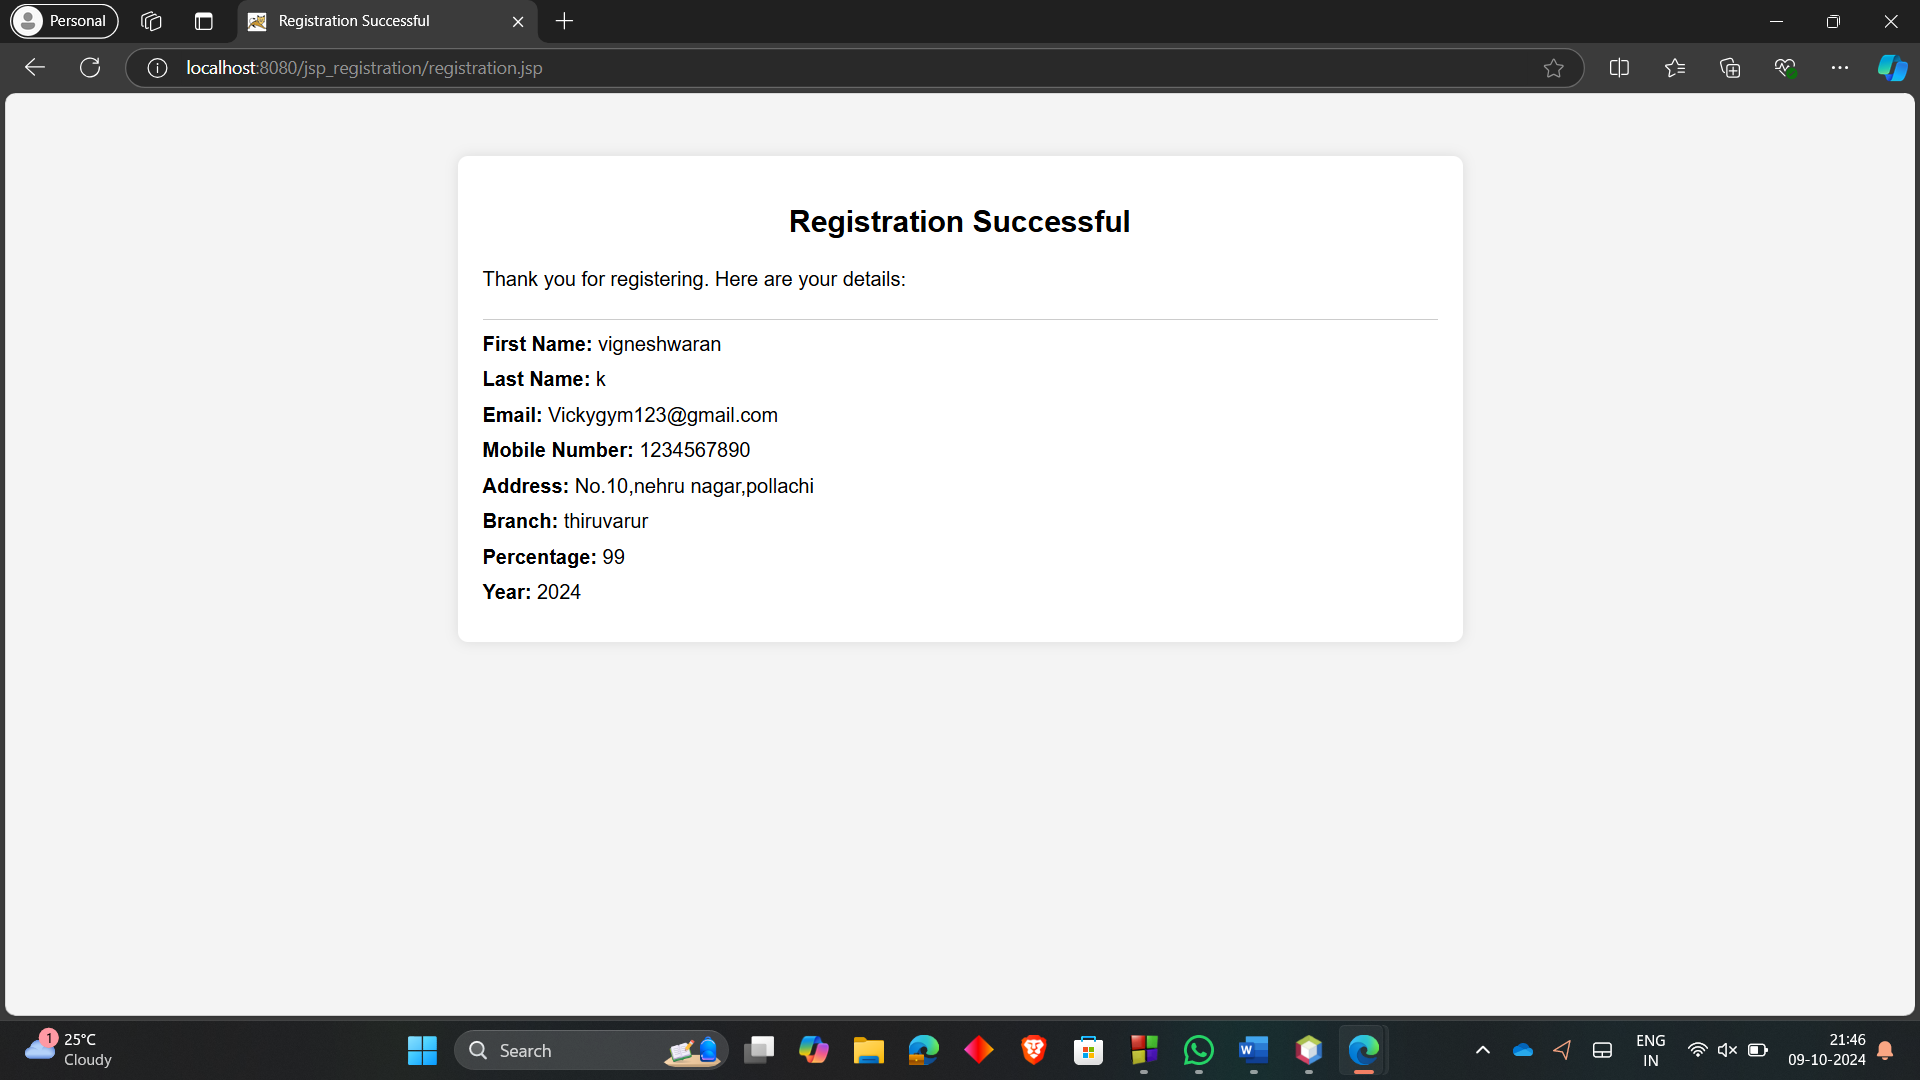 Personal
Registration Successful
localhost:8080/jsp_registration/registration.jsp
Registration Successful
Thank you for registering. Here are your details:
First Name: vigneshwaran
Last Name: k
Email: Vickygym123@gmail.com
Mobile Number: 1234567890
Address: No.10,nehru nagar,pollachi
Branch: thiruvarur
Percentage: 99
Year: 2024
1
25°C
Cloudy
Search
W
ENG
IN
21:46
09-10-2024